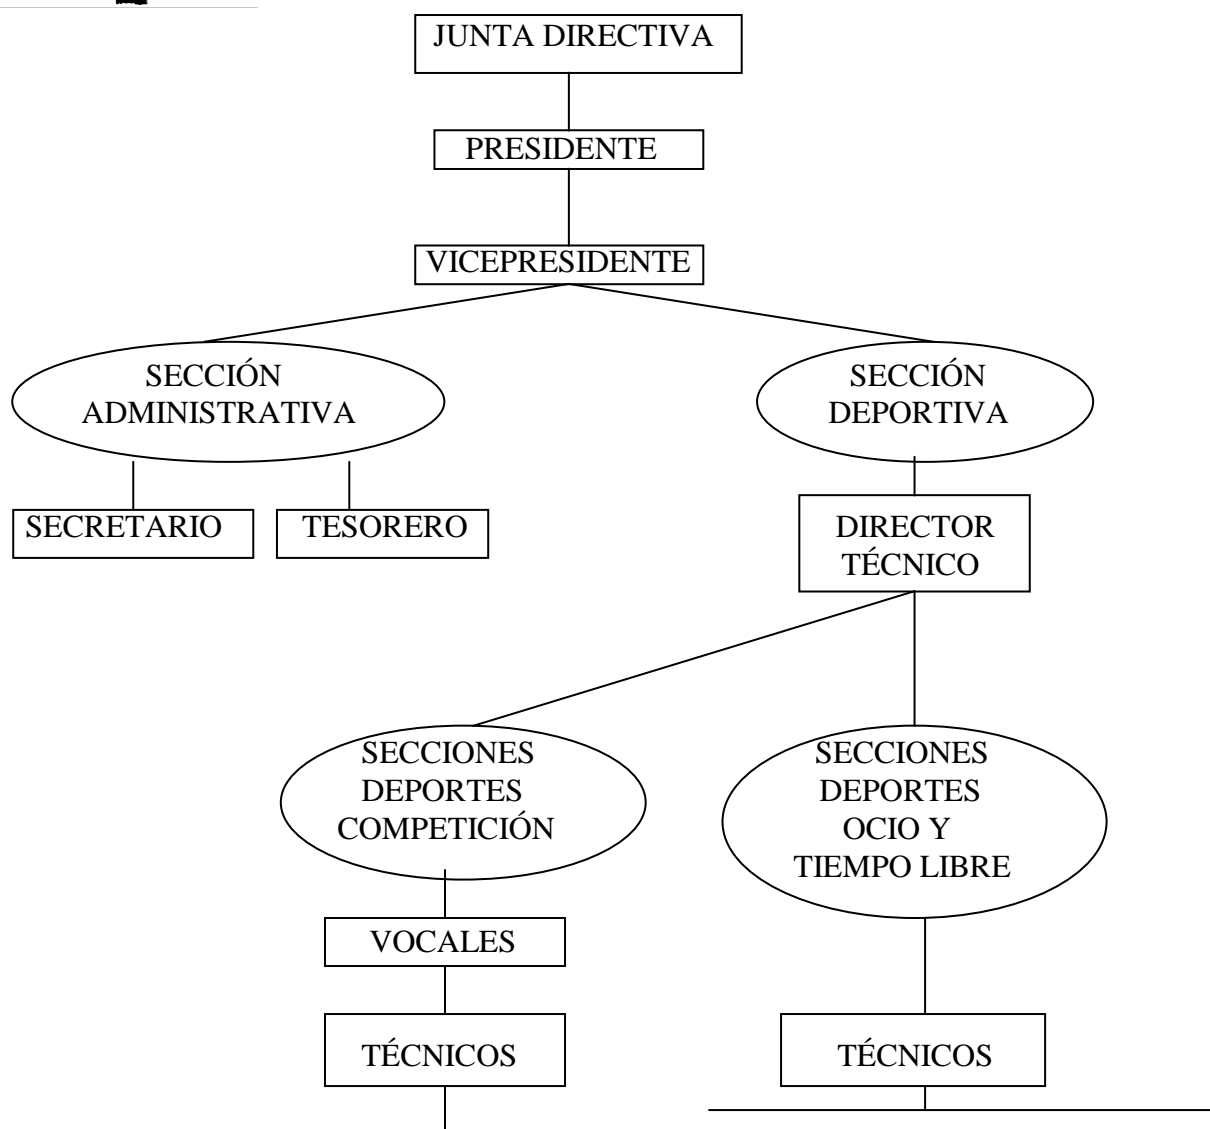 JUNTA DIRECTIVA
PRESIDENTE
VICEPRESIDENTE
SECCIÓN
ADMINISTRATIVA
SECCIÓN
DEPORTIVA
SECRETARIO
TESORERO
DIRECTOR
TÉCNICO
SECCIONES
DEPORTES
COMPETICIÓN
SECCIONES
DEPORTES
OCIO Y
TIEMPO LIBRE
VOCALES
TÉCNICOS
TÉCNICOS